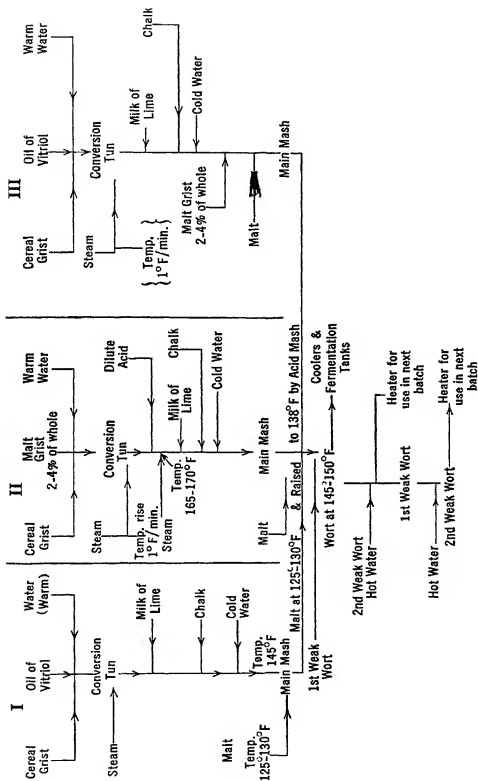 I
Cereal
Grist
Oil of
Vitriol
Water
(Warm)
Conversion
Tun
Steam
Milk of
Lime
Chalk
Cold
Water
Temp.
145°F
Main Mash
Malt
Temp.
125-130°F
II
Cereal
Grist
Malt
Grist
2-4% of whole
Warm
Water
Conversion
Tun
Steam
Dilute
Acid
Temp. rise
1°F/min.
Steam
Milk of
Lime
Temp.
165-170°F
Chalk
Cold Water
Main Mash
Malt
III
Cereal
Grist
Oil of
Vitriol
Warm
Water
Conversion
Tun
Steam
Temp.
1°F/min.
Milk of
Lime
Chalk
Cold Water
Malt Grist
2-4% of whole
Malt
Main Mash
Malt at 125-130°F & Raised to 138°F by Acid Mash
1st Weak
Wort
Wort at 145-150°F
Coolers &
Fermentation
Tanks
2nd Weak Wort
Hot Water
Heater for
use in next
batch
1st Weak Wort
Hot Water
2nd Weak Wort
Heater for
use in next
batch